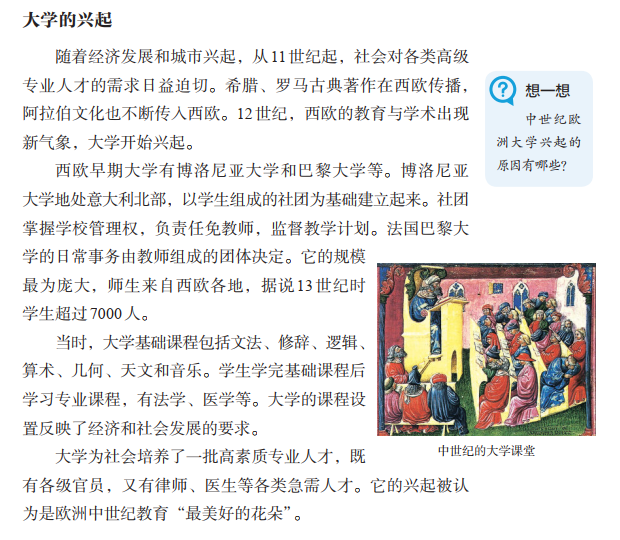 大学的兴起
随着经济发展和城市兴起，从11世纪起，社会对各类高级
专业人才的需求日益迫切。希腊、罗马古典著作在西欧传播，
阿拉伯文化也不断传入西欧。12世纪，西欧的教育与学术出现
新气象，大学开始兴起。
西欧早期大学有博洛尼亚大学和巴黎大学等。博洛尼亚
大学地处意大利北部，以学生组成的社团为基础建立起来。社团
掌握学校管理权，负责任免教师，监督教学计划。法国巴黎大
学的日常事务由教师组成的团体决定。它的规模
最为庞大，师生来自西欧各地，据说13世纪时
学生超过7000人。
当时，大学基础课程包括文法、修辞、逻辑、
算术、几何、天文和音乐。学生学完基础课程后
学习专业课程，有法学、医学等。大学的课程设
置反映了经济和社会发展的要求。
大学为社会培养了一批高素质专业人才，既
有各级官员，又有律师、医生等各类急需人才。它的兴起被认
为是欧洲中世纪教育“最美好的花朵”。
?
想一想
中世纪欧
洲大学兴起的
原因有哪些?
中世纪的大学课堂